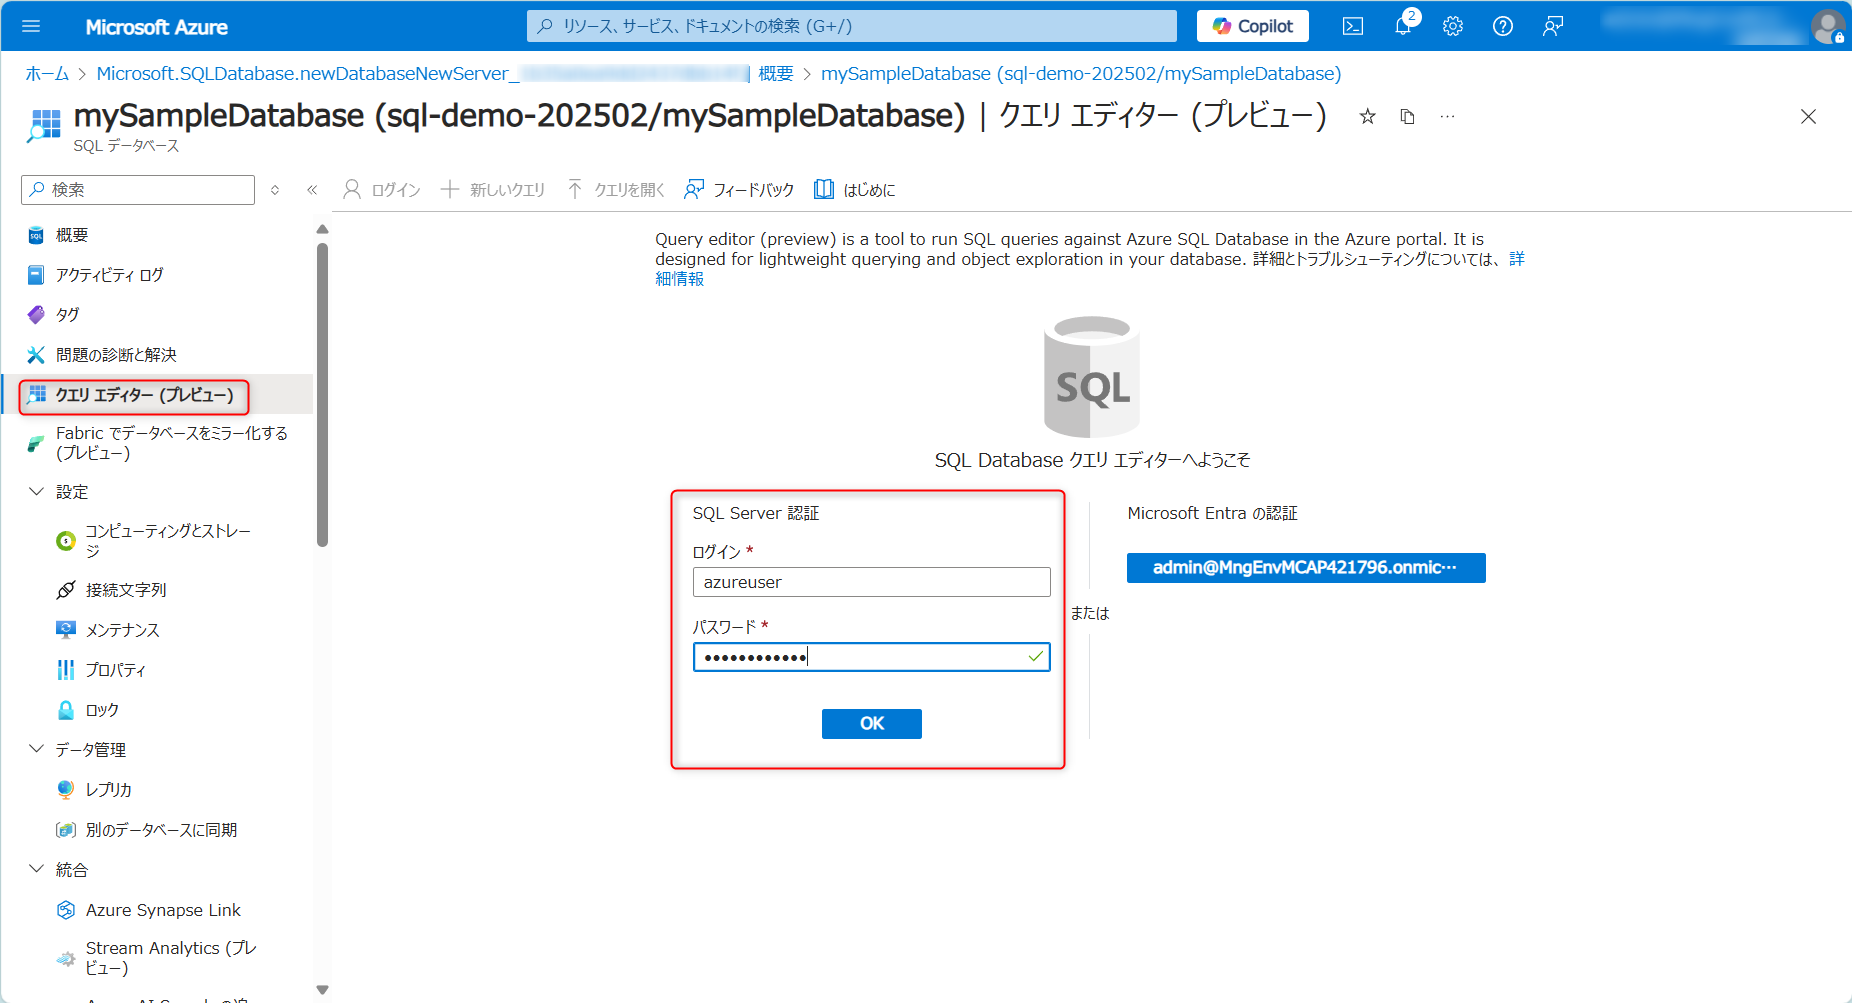 Microsoft Azure
リソース、サービス、ドキュメントの検索 (G+/)
Copilot
2
ホーム > Microsoft.SQLDatabase.newDatabaseNewServer_
| 概要 > mySampleDatabase (sql-demo-202502/mySampleDatabase)
mySampleDatabase (sql-demo-202502/mySampleDatabase) | クエリ エディター (プレビュー)
SQL データベース
検索
ログイン
新しいクエリ
クエリを開く
フィードバック
はじめに
概要
アクティビティ ログ
タグ
問題の診断と解決
クエリ エディター (プレビュー)
Fabric でデータベースをミラー化する
(プレビュー)
設定
コンピューティングとストレー
ジ
接続文字列
メンテナンス
プロパティ
ロック
データ管理
レプリカ
別のデータベースに同期
統合
Azure Synapse Link
Stream Analytics (プレ
ビュー)
Query editor (preview) is a tool to run SQL queries against Azure SQL Database in the Azure portal. It is
designed for lightweight querying and object exploration in your database. 詳細とトラブルシューティングについては、詳
細情報
SQL
SQL Database クエリ エディターへようこそ
SQL Server 認証
ログイン *
azureuser
パスワード *
••••••••••••
OK
または
Microsoft Entra の認証
admin@MngEnvMCAP421796.onmic…